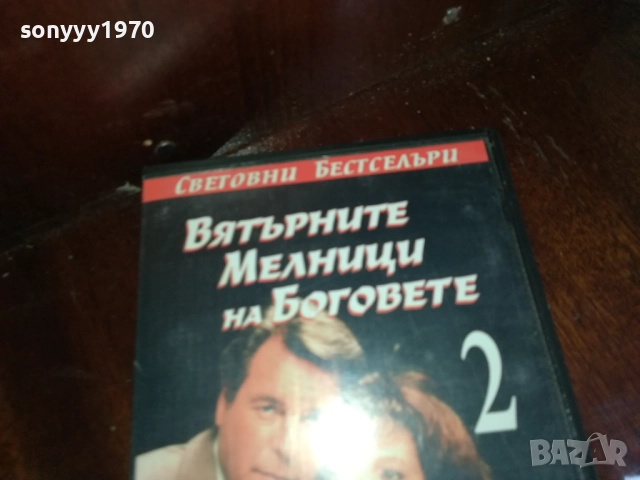 sonyyy1970
СВЕТОВНИ БЕСТСЕЛЪРИ
ВЯТЪРНИТЕ
МЕЛНИЦИ
НА БОГОВЕТЕ
2
BAZAR